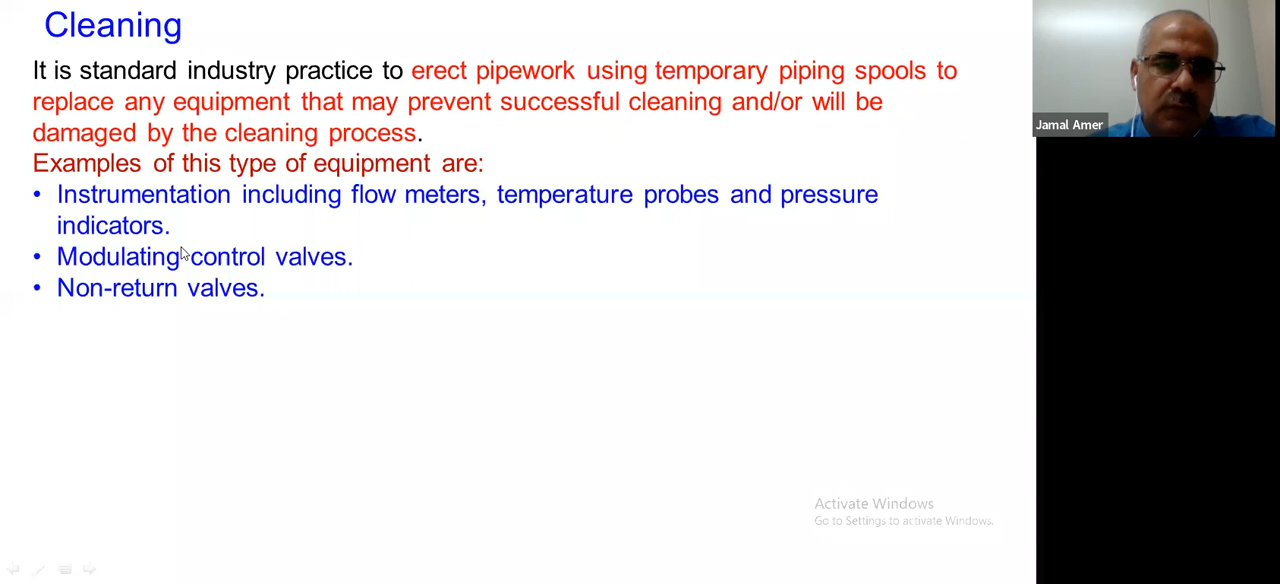 Cleaning
It is standard industry practice to erect pipework using temporary piping spools to
replace any equipment that may prevent successful cleaning and/or will be
damaged by the cleaning process.
Examples of this type of equipment are:
• Instrumentation including flow meters, temperature probes and pressure
indicators.
• Modulating control valves.
• Non-return valves.
Jamal Amer
Activate Windows
Go to Settings to activate Windows.